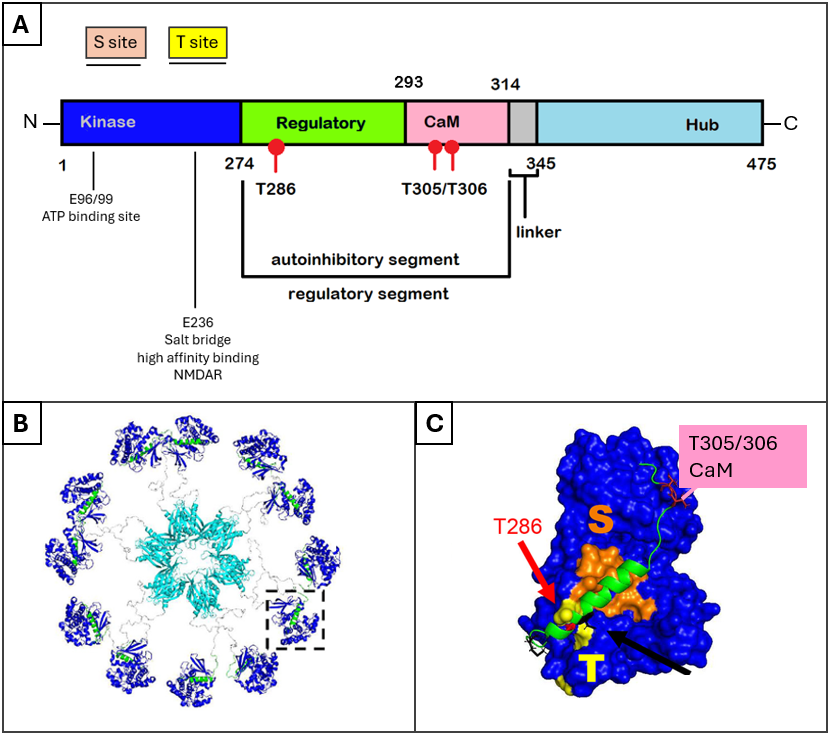 A
S site
T site
293
314
N
Kinase
Regulatory
CaM
Hub
C
1
274
345
475
T286
T305/T306
E96/99
ATP binding site
linker
autoinhibitory segment
regulatory segment
E236
Salt bridge
high affinity binding
NMDAR
B
C
T305/306
CaM
S
T286
T